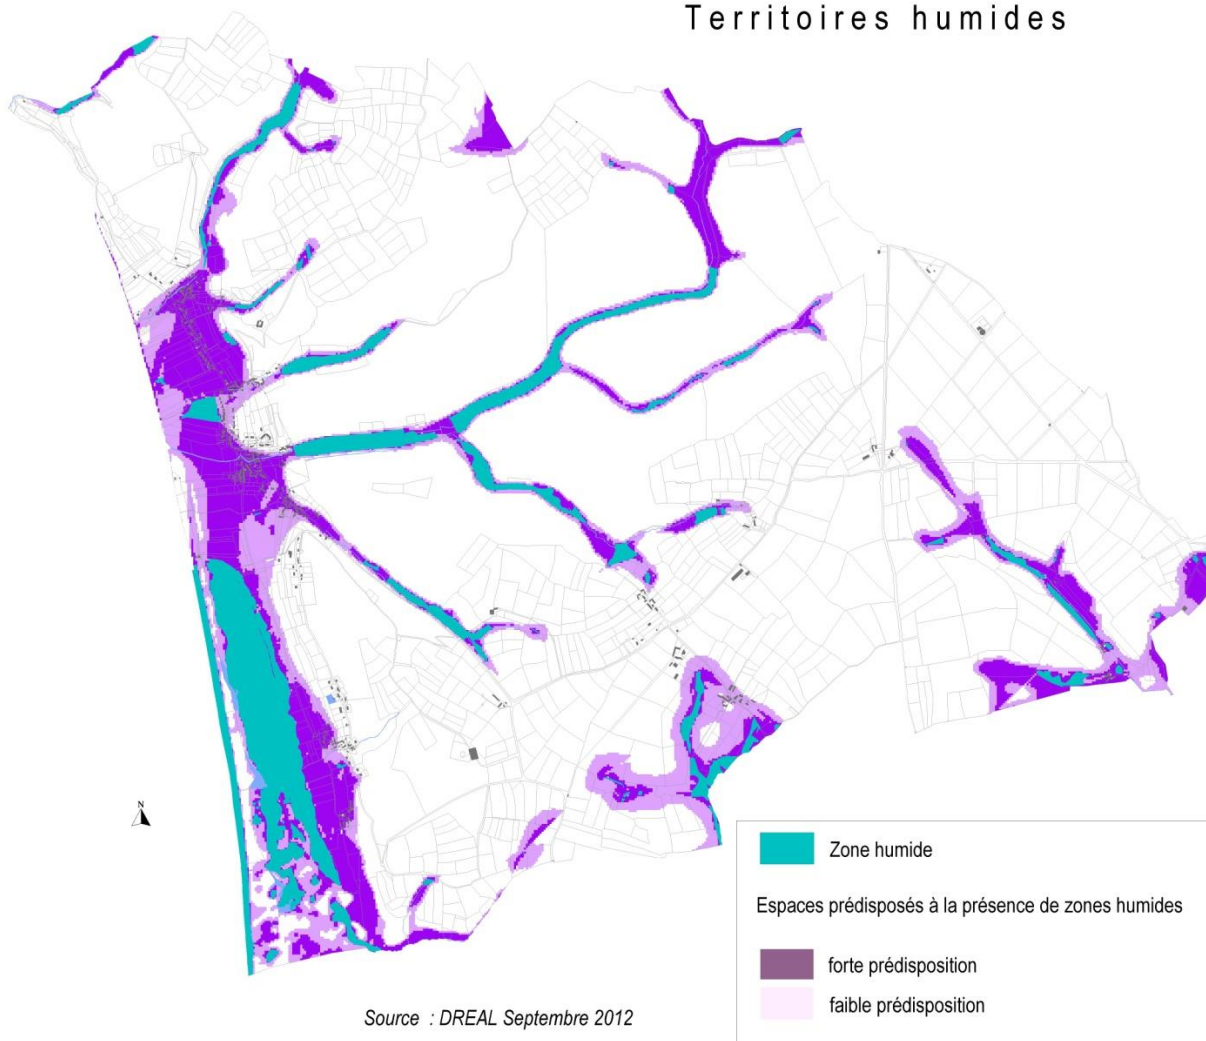 Territoires humides
N
Zone humide
Espaces prédisposés à la présence de zones humides
forte prédisposition
faible prédisposition
Source : DREAL Septembre 2012